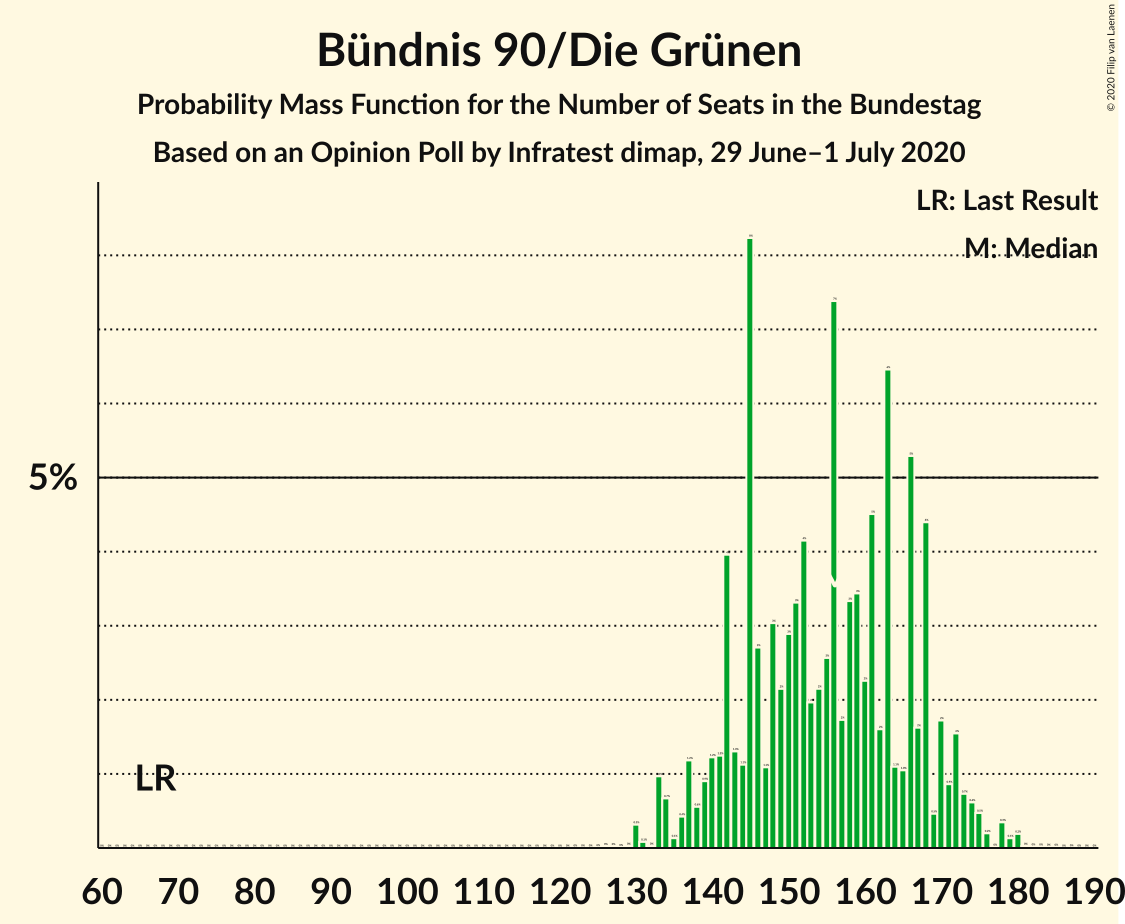 Bündnis 90/Die Grünen
Probability Mass Function for the Number of Seats in the Bundestag
Based on an Opinion Poll by Infratest dimap, 29 June–1 July 2020
© 2020 Filip van Laenen
LR: Last Result
M: Median
5%
LR
60 70 80 90 100 110 120 130 140 150 160 170 180 190